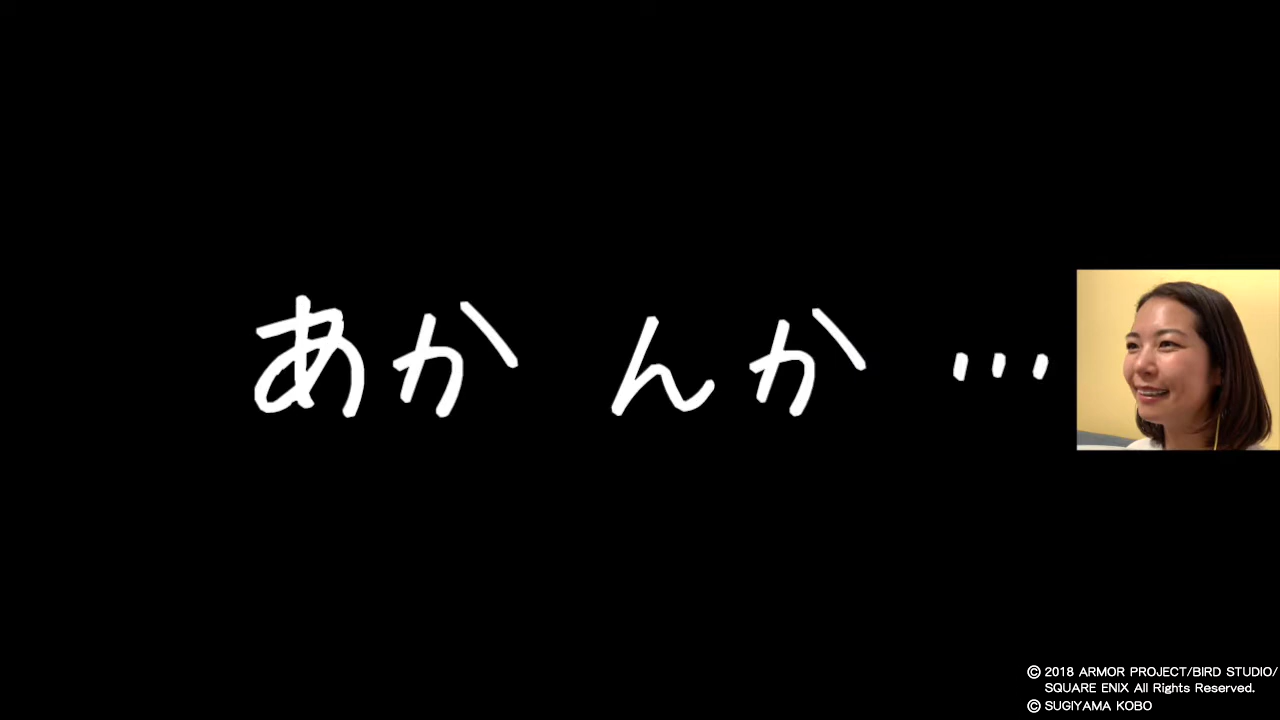 あかんか…
© 2018 ARMOR PROJECT/BIRD STUDIO/
SQUARE ENIX All Rights Reserved.
© SUGIYAMA KOBO